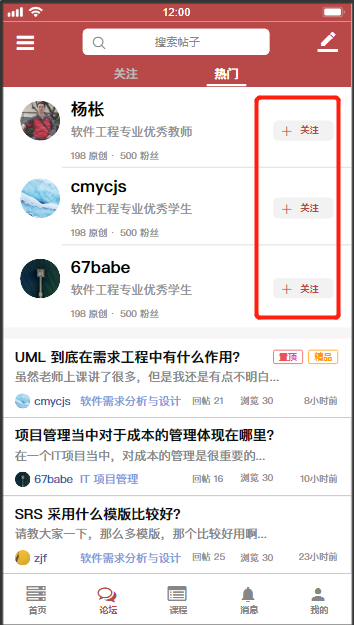 12:00
搜索帖子
关注 热门
杨枨
软件工程专业优秀教师
198 原创 · 500 粉丝
+ 关注
cmycjs
软件工程专业优秀学生
198 原创 · 500 粉丝
+ 关注
67babe
软件工程专业优秀学生
198 原创 · 500 粉丝
+ 关注
UML 到底在需求工程中有什么作用? 置顶 精品
虽然老师上课讲了很多，但是我还是有点不明白...
cmycjs 软件需求分析与设计 回帖 21 浏览 30 8小时前
项目管理当中对于成本的管理体现在哪里?
在一个IT项目当中，对成本的管理是很重要的...
67babe IT 项目管理 回帖 16 浏览 30 10小时前
SRS 采用什么模版比较好?
请教大家一下，那么多模版，那个比较好用啊...
zjf 软件需求分析与设计 回帖 25 浏览 30 23小时前
首页 论坛 课程 消息 我的